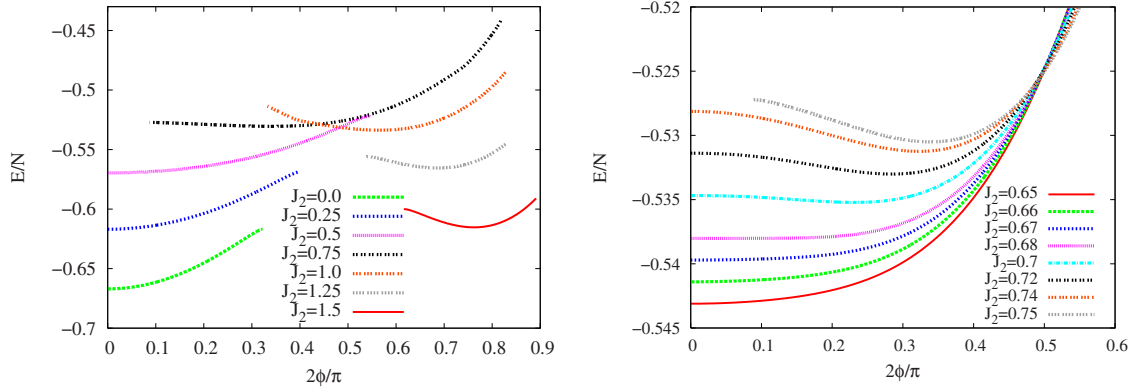 −0.45
−0.5
−0.55
−0.6
−0.65
−0.7
E/N
0 0.1 0.2 0.3 0.4 0.5 0.6 0.7 0.8 0.9
2ϕ/π
J2=0.0
J2=0.25
J2=0.5
J2=0.75
J2=1.0
J2=1.25
J2=1.5
−0.52
−0.525
−0.53
−0.535
−0.54
−0.545
E/N
0 0.1 0.2 0.3 0.4 0.5 0.6
2ϕ/π
J2=0.65
J2=0.66
J2=0.67
J2=0.68
J2=0.7
J2=0.72
J2=0.74
J2=0.75